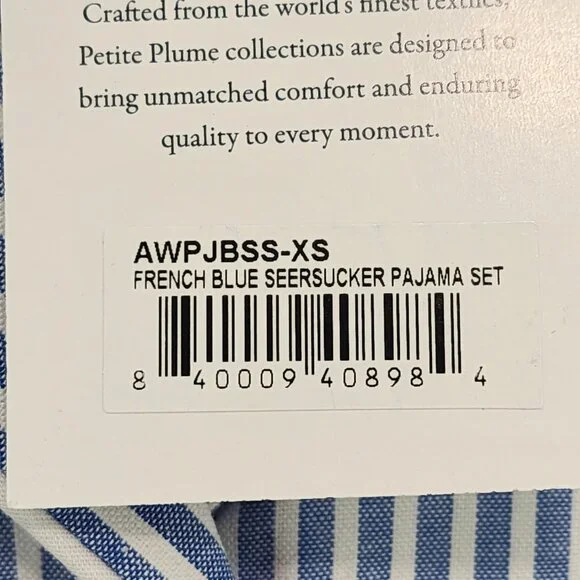 Crafted from the world's finest textiles,
Petite Plume collections are designed to
bring unmatched comfort and enduring
quality to every moment.
AWPJBSS-XS
FRENCH BLUE SEERSUCKER PAJAMA SET
8 40009 40898 4